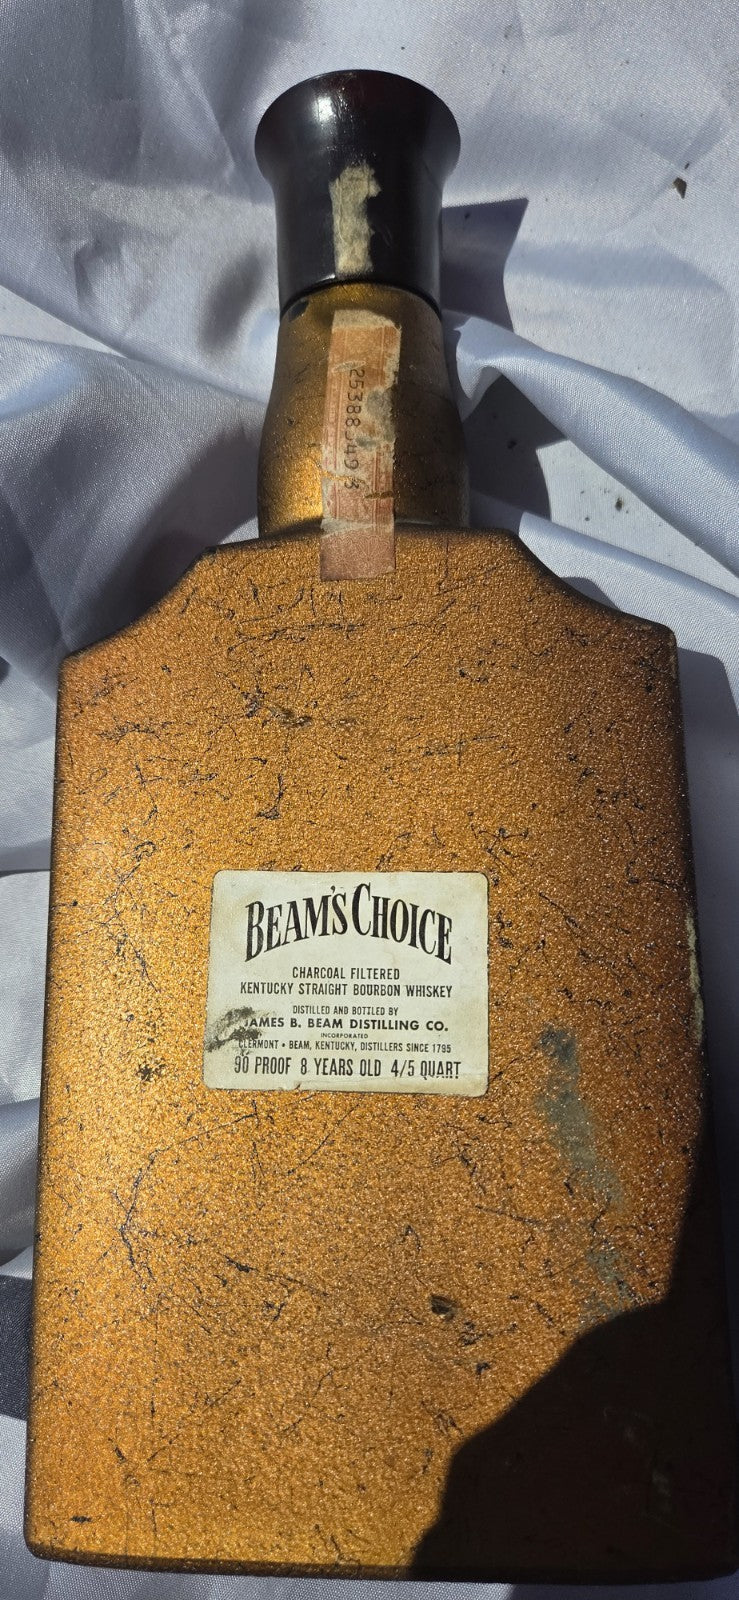 BEAM'S CHOICE
CHARCOAL FILTERED
KENTUCKY STRAIGHT BOURBON WHISKEY
DISTILLED AND BOTTLED BY
JAMES B. BEAM DISTILLING CO.
INCORPORATED
CLERMONT • BEAM, KENTUCKY, DISTILLERS SINCE 1795
90 PROOF 8 YEARS OLD 4/5 QUART